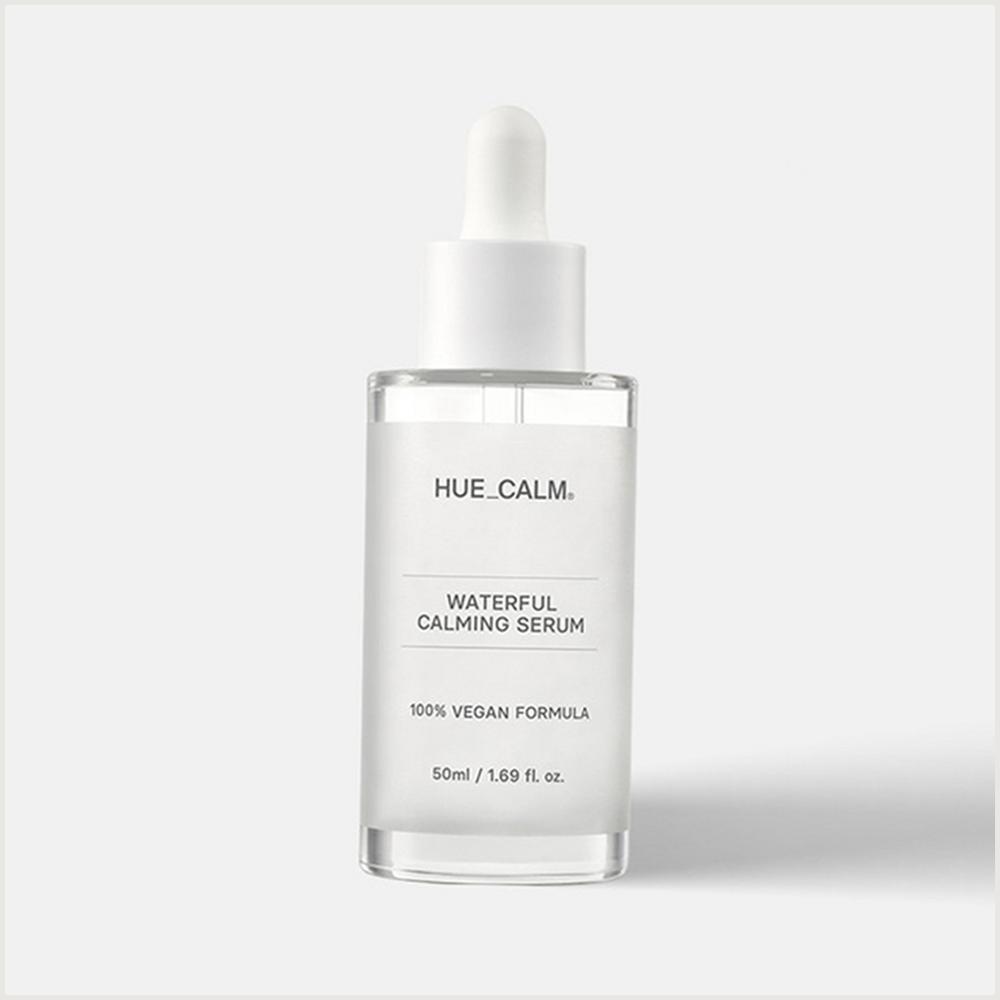 HUE_CALM®
WATERFUL
CALMING SERUM
100% VEGAN FORMULA
50ml / 1.69 fl. oz.